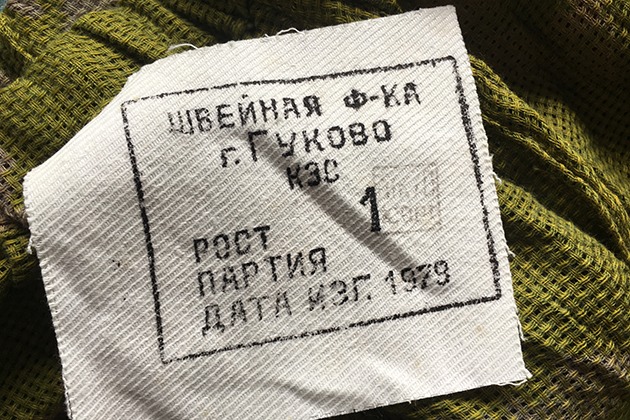 ШВЕЙНАЯ Ф-КА
г. ГУКОВО
КЗС
РОСТ 1
ПАРТИЯ
ДАТА ИЗГ. 1979